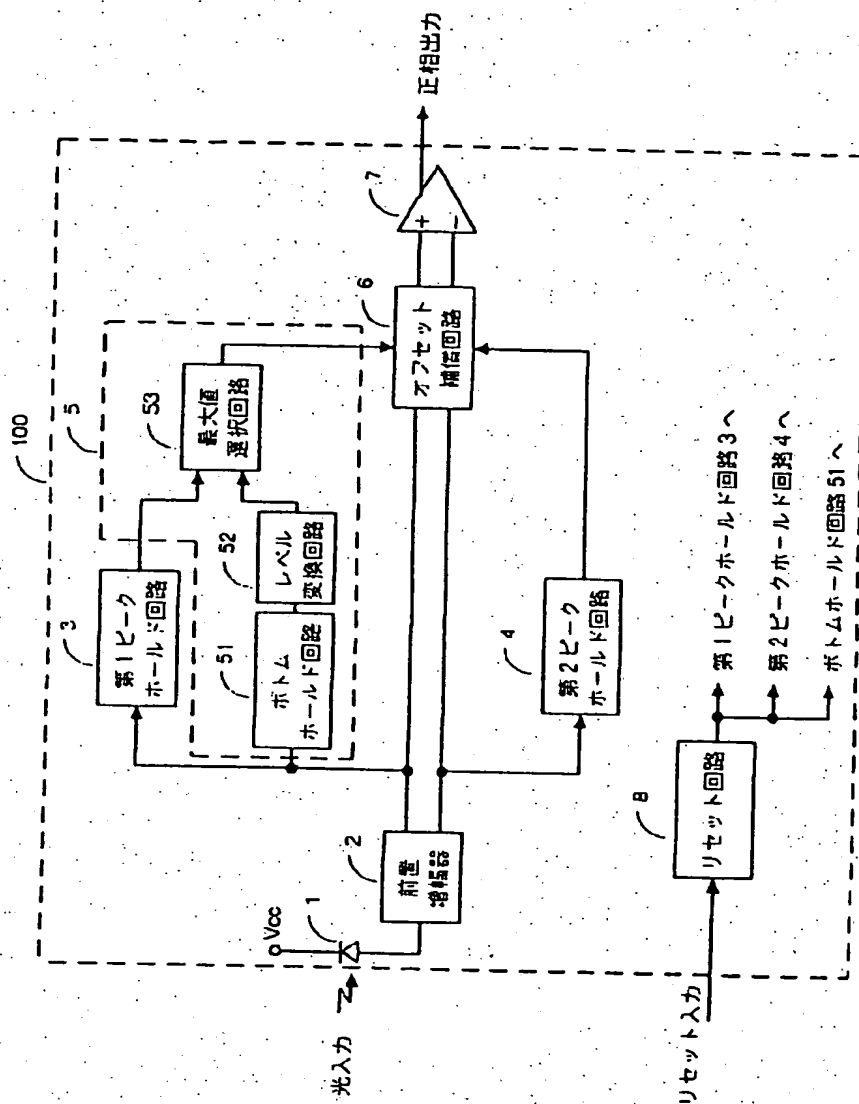 100
5
3
第1ピーク
ホールド回路
53
最大値
選択回路
51
ボトム
ホールド回路
52
レベル
変換回路
6
オフセット
補償回路
7
+
−
正相出力
Vcc
1
光入力
2
前置
増幅器
4
第2ピーク
ホールド回路
リセット入力
8
リセット回路
第1ピークホールド回路3へ
第2ピークホールド回路4へ
ボトムホールド回路51へ